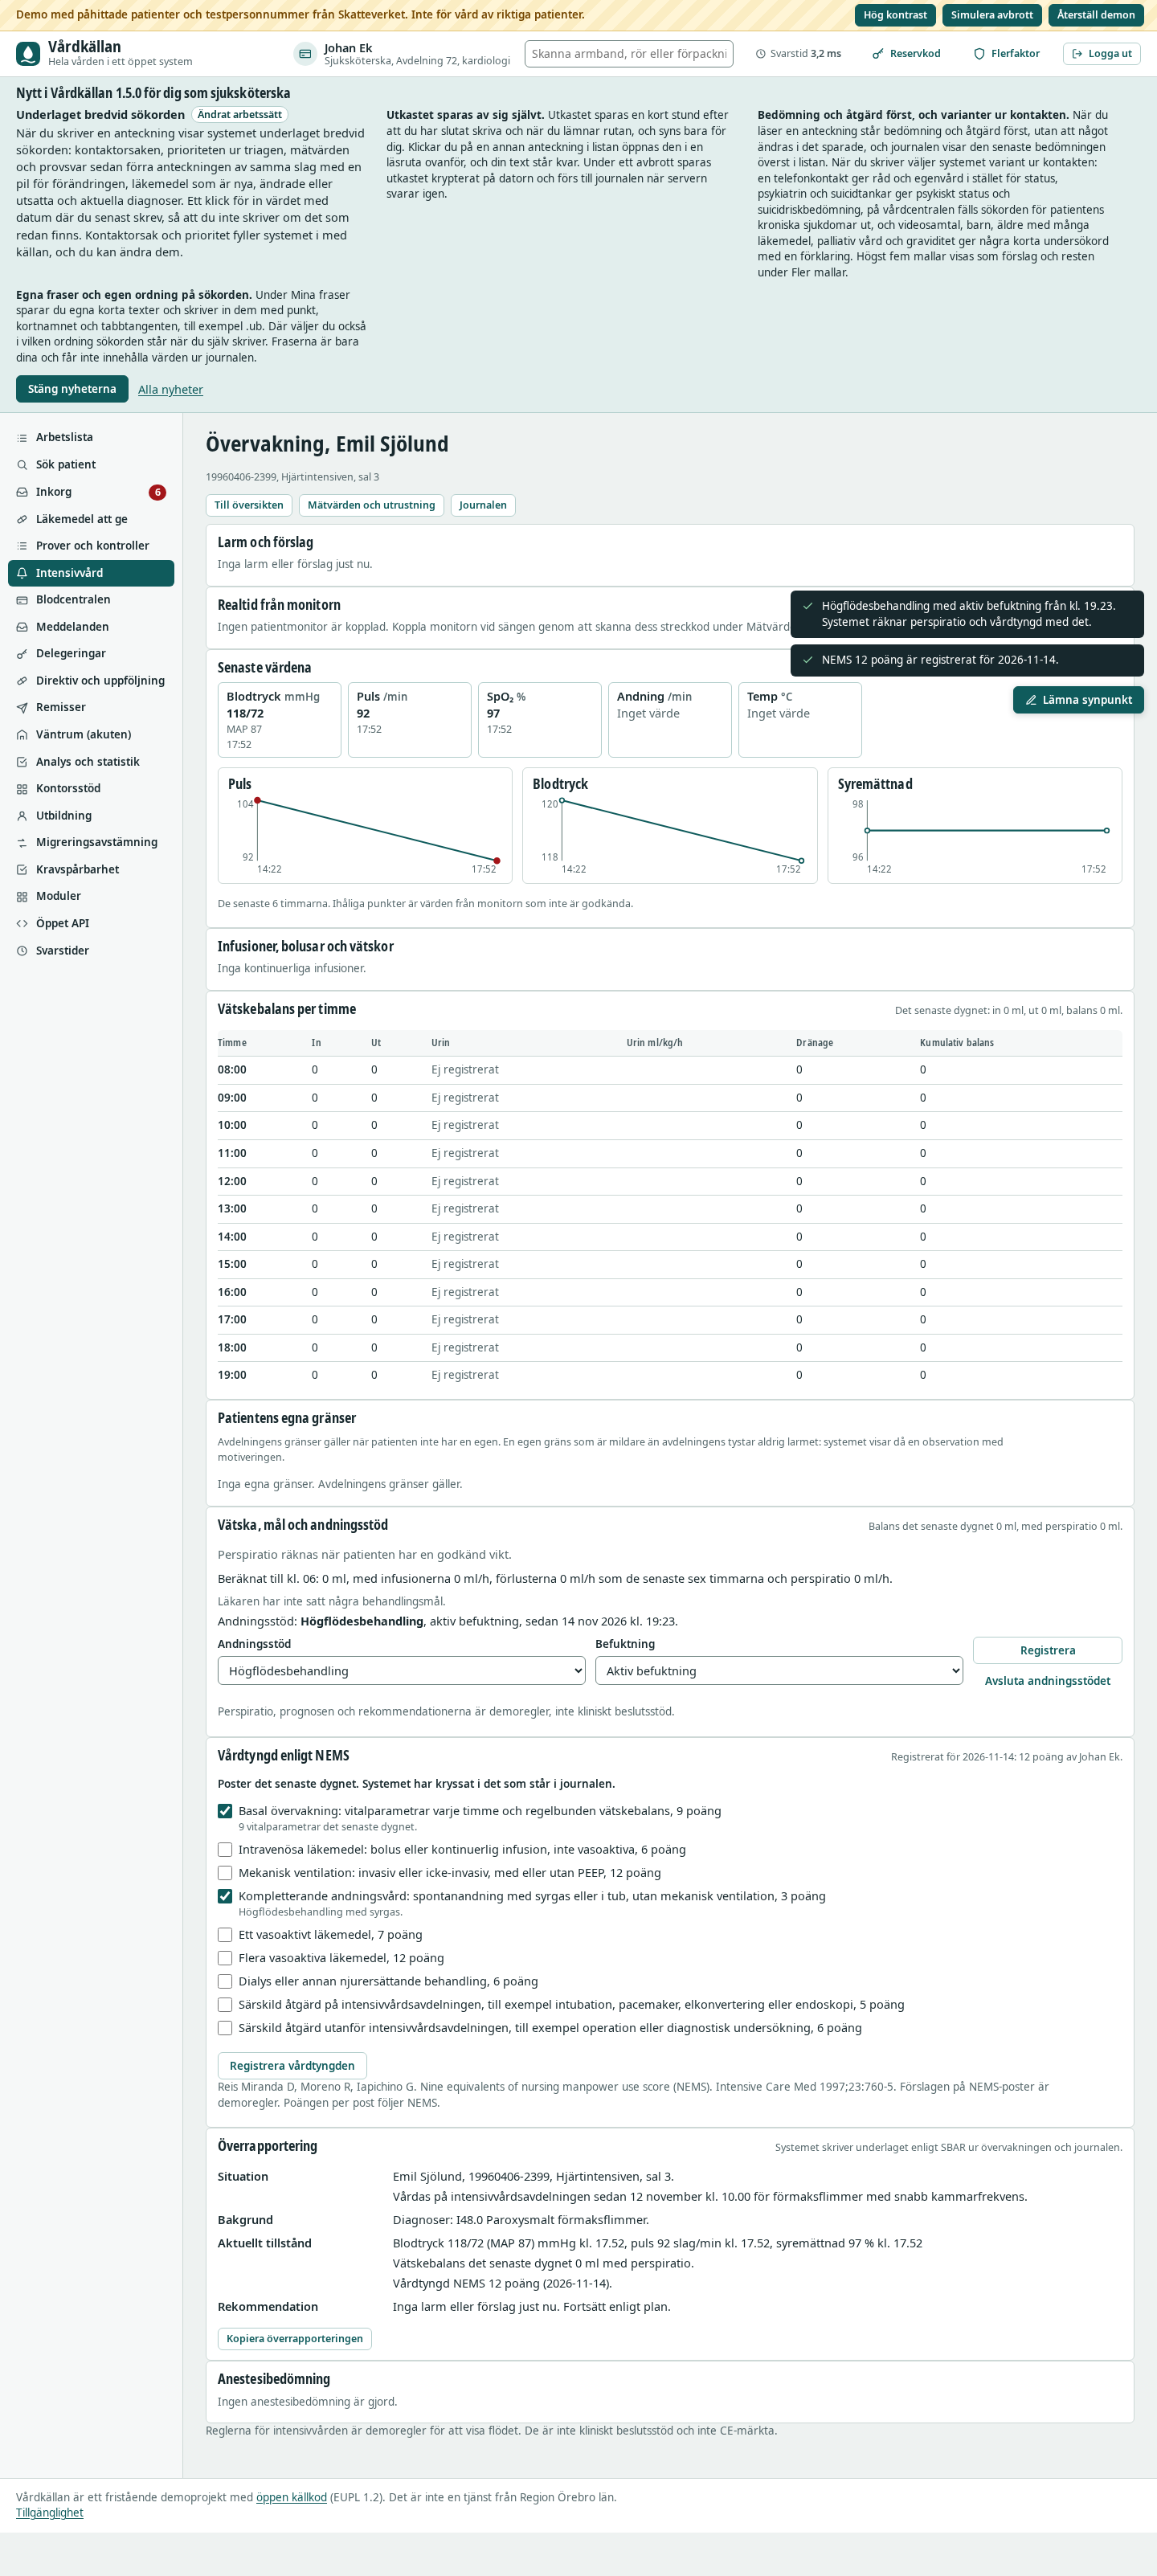 Demo med påhittade patienter och testpersonnummer från Skatteverket. Inte för vård av riktiga patienter.
Hög kontrast
Simulera avbrott
Återställ demon
Vårdkällan
Hela vården i ett öppet system
Johan Ek
Sjuksköterska, Avdelning 72, kardiologi
Skanna armband, rör eller förpackni
Svarstid 3,2 ms
Reservkod
Flerfaktor
Logga ut
Nytt i Vårdkällan 1.5.0 för dig som sjuksköterska
Underlaget bredvid sökorden
Ändrat arbetssätt
När du skriver en anteckning visar systemet underlaget bredvid
sökorden: kontaktorsaken, prioriteten ur triagen, mätvärden
och provsvar sedan förra anteckningen av samma slag med en
pil för förändringen, läkemedel som är nya, ändrade eller
utsatta och aktuella diagnoser. Ett klick för in värdet med
datum där du senast skrev, så att du inte skriver om det som
redan finns. Kontaktorsak och prioritet fyller systemet i med
källan, och du kan ändra dem.
Utkastet sparas av sig självt. Utkastet sparas en kort stund efter
att du har slutat skriva och när du lämnar rutan, och syns bara för
dig. Klickar du på en annan anteckning i listan öppnas den i en
läsruta ovanför, och din text står kvar. Under ett avbrott sparas
utkastet krypterat på datorn och förs till journalen när servern
svarar igen.
Bedömning och åtgärd först, och varianter ur kontakten. När du
läser en anteckning står bedömning och åtgärd först, utan att något
ändras i det sparade, och journalen visar den senaste bedömningen
överst i listan. När du skriver väljer systemet variant ur kontakten:
en telefonkontakt ger råd och egenvård i stället för status,
psykiatrin och suicidtankar ger psykiskt status och
suicidriskbedömning, på vårdcentralen fälls sökorden för patientens
kroniska sjukdomar ut, och videosamtal, barn, äldre med många
läkemedel, palliativ vård och graviditet ger några korta undersökord
med en förklaring. Högst fem mallar visas som förslag och resten
under Fler mallar.
Egna fraser och egen ordning på sökorden. Under Mina fraser
sparar du egna korta texter och skriver in dem med punkt,
kortnamnet och tabbtangenten, till exempel .ub. Där väljer du också
i vilken ordning sökorden står när du själv skriver. Fraserna är bara
dina och får inte innehålla värden ur journalen.
Stäng nyheterna
Alla nyheter
Arbetslista
Sök patient
Inkorg
6
Läkemedel att ge
Prover och kontroller
Intensivvård
Blodcentralen
Meddelanden
Delegeringar
Direktiv och uppföljning
Remisser
Väntrum (akuten)
Analys och statistik
Kontorsstöd
Utbildning
Migreringsavstämning
Kravspårbarhet
Moduler
Öppet API
Svarstider
Övervakning, Emil Sjölund
19960406-2399, Hjärtintensiven, sal 3
Till översikten
Mätvärden och utrustning
Journalen
Larm och förslag
Inga larm eller förslag just nu.
Realtid från monitorn
Ingen patientmonitor är kopplad. Koppla monitorn vid sängen genom att skanna dess streckkod under Mätvärd
Högflödesbehandling med aktiv befuktning från kl. 19.23.
Systemet räknar perspiratio och vårdtyngd med det.
NEMS 12 poäng är registrerat för 2026-11-14.
Lämna synpunkt
Senaste värdena
Blodtryck mmHg
118/72
MAP 87
17:52
Puls /min
92
17:52
SpO₂ %
97
17:52
Andning /min
Inget värde
Temp °C
Inget värde
Puls
104
92
14:22
17:52
Blodtryck
120
118
14:22
17:52
Syremättnad
98
96
14:22
17:52
De senaste 6 timmarna. Ihåliga punkter är värden från monitorn som inte är godkända.
Infusioner, bolusar och vätskor
Inga kontinuerliga infusioner.
Vätskebalans per timme
Det senaste dygnet: in 0 ml, ut 0 ml, balans 0 ml.
Timme In Ut Urin Urin ml/kg/h Dränage Kumulativ balans
08:00 0 0 Ej registrerat 0 0
09:00 0 0 Ej registrerat 0 0
10:00 0 0 Ej registrerat 0 0
11:00 0 0 Ej registrerat 0 0
12:00 0 0 Ej registrerat 0 0
13:00 0 0 Ej registrerat 0 0
14:00 0 0 Ej registrerat 0 0
15:00 0 0 Ej registrerat 0 0
16:00 0 0 Ej registrerat 0 0
17:00 0 0 Ej registrerat 0 0
18:00 0 0 Ej registrerat 0 0
19:00 0 0 Ej registrerat 0 0
Patientens egna gränser
Avdelningens gränser gäller när patienten inte har en egen. En egen gräns som är mildare än avdelningens tystar aldrig larmet: systemet visar då en observation med
motiveringen.
Inga egna gränser. Avdelningens gränser gäller.
Vätska, mål och andningsstöd
Balans det senaste dygnet 0 ml, med perspiratio 0 ml.
Perspiratio räknas när patienten har en godkänd vikt.
Beräknat till kl. 06: 0 ml, med infusionerna 0 ml/h, förlusterna 0 ml/h som de senaste sex timmarna och perspiratio 0 ml/h.
Läkaren har inte satt några behandlingsmål.
Andningsstöd: Högflödesbehandling, aktiv befuktning, sedan 14 nov 2026 kl. 19:23.
Andningsstöd
Högflödesbehandling
Befuktning
Aktiv befuktning
Registrera
Avsluta andningsstödet
Perspiratio, prognosen och rekommendationerna är demoregler, inte kliniskt beslutsstöd.
Vårdtyngd enligt NEMS
Registrerat för 2026-11-14: 12 poäng av Johan Ek.
Poster det senaste dygnet. Systemet har kryssat i det som står i journalen.
Basal övervakning: vitalparametrar varje timme och regelbunden vätskebalans, 9 poäng
9 vitalparametrar det senaste dygnet.
Intravenösa läkemedel: bolus eller kontinuerlig infusion, inte vasoaktiva, 6 poäng
Mekanisk ventilation: invasiv eller icke-invasiv, med eller utan PEEP, 12 poäng
Kompletterande andningsvård: spontanandning med syrgas eller i tub, utan mekanisk ventilation, 3 poäng
Högflödesbehandling med syrgas.
Ett vasoaktivt läkemedel, 7 poäng
Flera vasoaktiva läkemedel, 12 poäng
Dialys eller annan njurersättande behandling, 6 poäng
Särskild åtgärd på intensivvårdsavdelningen, till exempel intubation, pacemaker, elkonvertering eller endoskopi, 5 poäng
Särskild åtgärd utanför intensivvårdsavdelningen, till exempel operation eller diagnostisk undersökning, 6 poäng
Registrera vårdtyngden
Reis Miranda D, Moreno R, Iapichino G. Nine equivalents of nursing manpower use score (NEMS). Intensive Care Med 1997;23:760-5. Förslagen på NEMS-poster är
demoregler. Poängen per post följer NEMS.
Överrapportering
Systemet skriver underlaget enligt SBAR ur övervakningen och journalen.
Situation
Emil Sjölund, 19960406-2399, Hjärtintensiven, sal 3.
Vårdas på intensivvårdsavdelningen sedan 12 november kl. 10.00 för förmaksflimmer med snabb kammarfrekvens.
Bakgrund
Diagnoser: I48.0 Paroxysmalt förmaksflimmer.
Aktuellt tillstånd
Blodtryck 118/72 (MAP 87) mmHg kl. 17.52, puls 92 slag/min kl. 17.52, syremättnad 97 % kl. 17.52
Vätskebalans det senaste dygnet 0 ml med perspiratio.
Vårdtyngd NEMS 12 poäng (2026-11-14).
Rekommendation
Inga larm eller förslag just nu. Fortsätt enligt plan.
Kopiera överrapporteringen
Anestesibedömning
Ingen anestesibedömning är gjord.
Reglerna för intensivvården är demoregler för att visa flödet. De är inte kliniskt beslutsstöd och inte CE-märkta.
Vårdkällan är ett fristående demoprojekt med öppen källkod (EUPL 1.2). Det är inte en tjänst från Region Örebro län.
Tillgänglighet